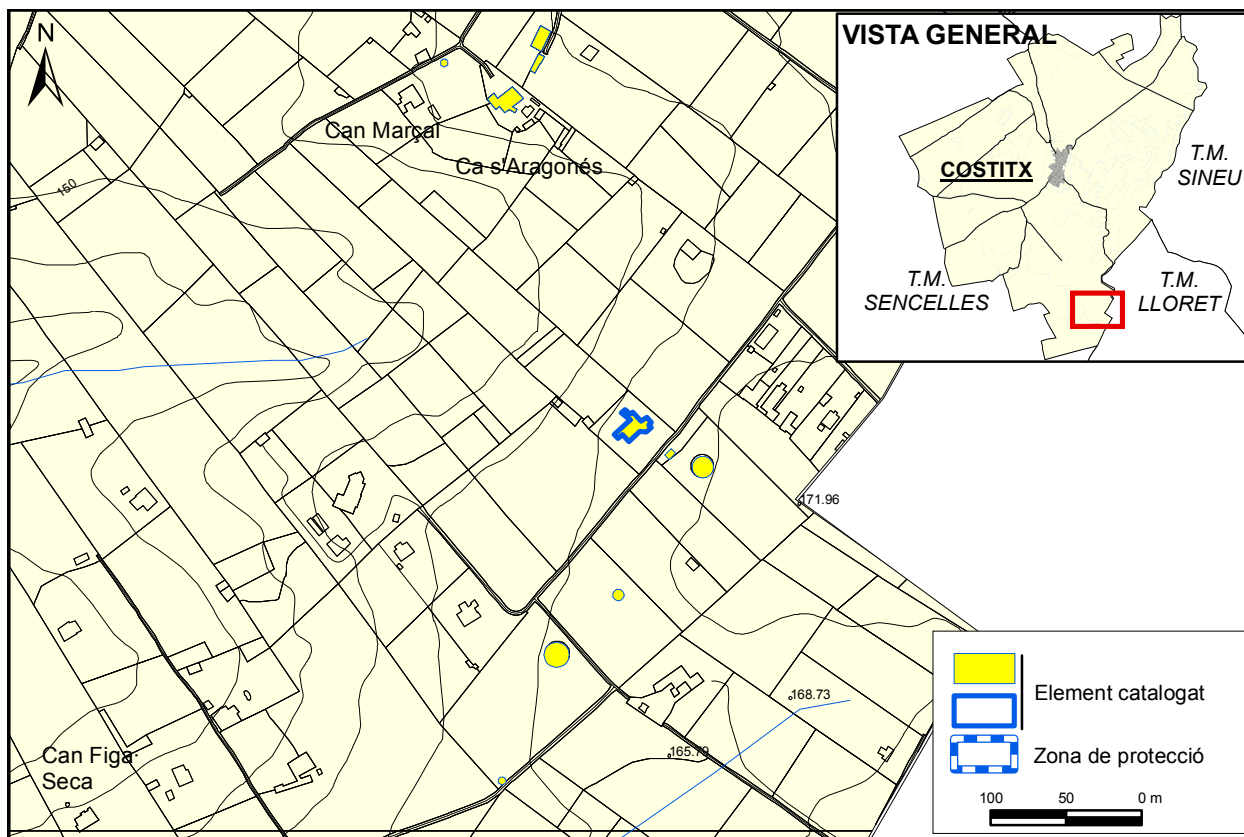 N
VISTA GENERAL
COSTITX
T.M.
SINEU
T.M.
SENCELLES
T.M.
LLORET
Can Marçal
Ca s'Aragonés
150
171.96
168.73
165.79
Can Figa
Seca
Element catalogat
Zona de protecció
100 50 0 m